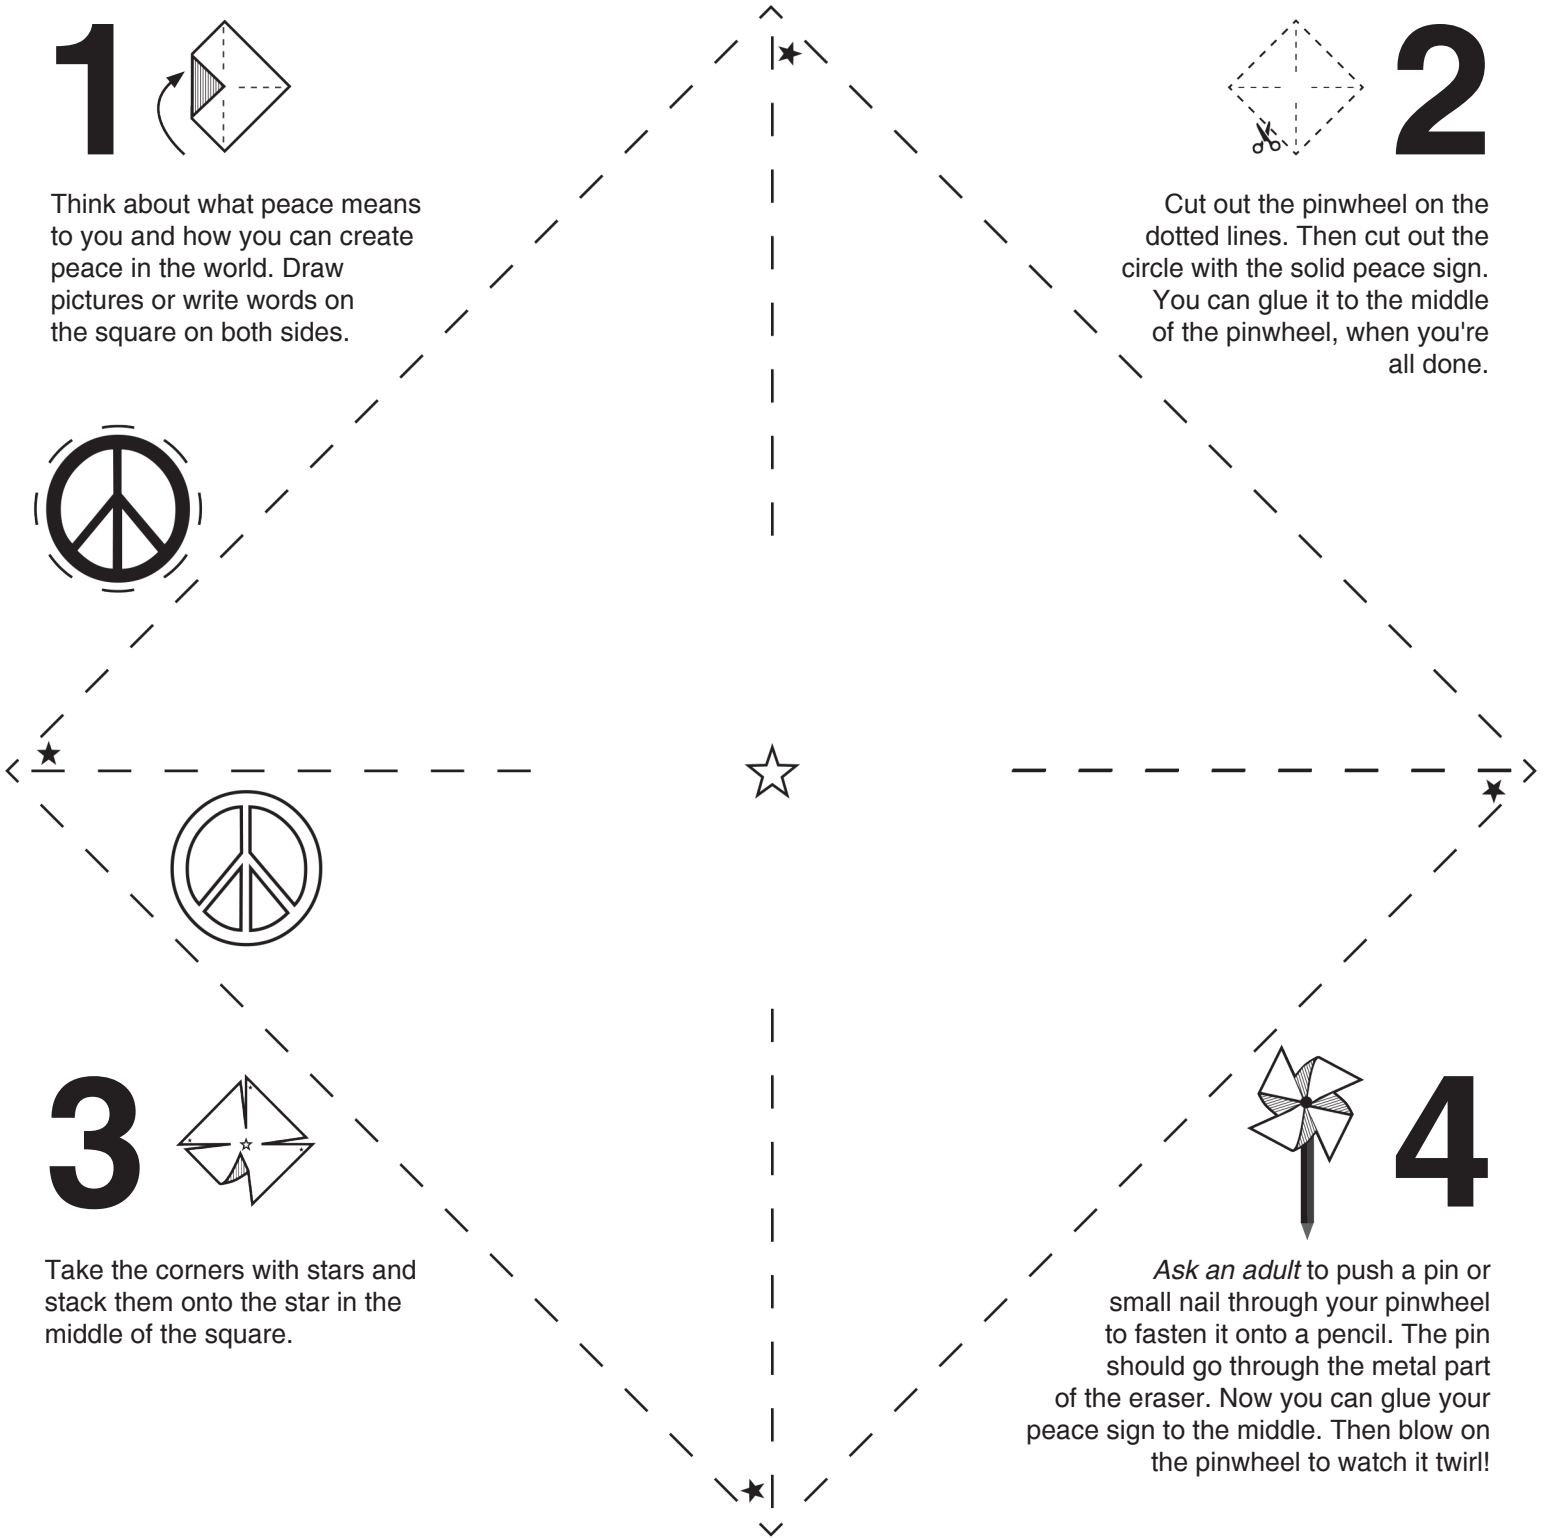 1
Think about what peace means
to you and how you can create
peace in the world. Draw
pictures or write words on
the square on both sides.
2
Cut out the pinwheel on the
dotted lines. Then cut out the
circle with the solid peace sign.
You can glue it to the middle
of the pinwheel, when you're
all done.
3
Take the corners with stars and
stack them onto the star in the
middle of the square.
4
Ask an adult to push a pin or
small nail through your pinwheel
to fasten it onto a pencil. The pin
should go through the metal part
of the eraser. Now you can glue your
peace sign to the middle. Then blow on
the pinwheel to watch it twirl!